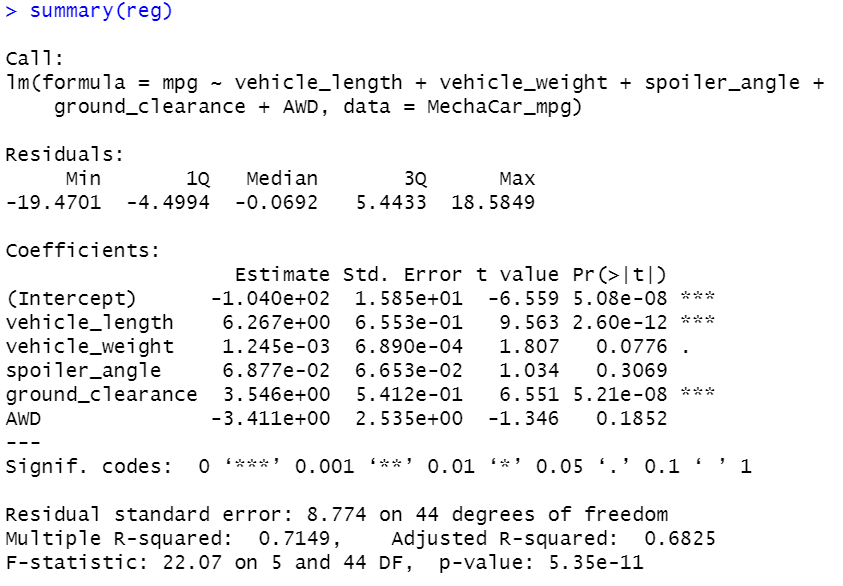 > summary(reg)
Call:
lm(formula = mpg ~ vehicle_length + vehicle_weight + spoiler_angle +
    ground_clearance + AWD, data = MechaCar_mpg)
Residuals:
     Min       1Q   Median       3Q      Max
-19.4701  -4.4994  -0.0692   5.4433  18.5849
Coefficients:
                   Estimate Std. Error t value Pr(>|t|)
(Intercept)      -1.040e+02  1.585e+01  -6.559 5.08e-08 ***
vehicle_length    6.267e+00  6.553e-01   9.563 2.60e-12 ***
vehicle_weight    1.245e-03  6.890e-04   1.807   0.0776 .
spoiler_angle     6.877e-02  6.653e-02   1.034   0.3069
ground_clearance  3.546e+00  5.412e-01   6.551 5.21e-08 ***
AWD              -3.411e+00  2.535e+00  -1.346   0.1852
---
Signif. codes:  0 ‘***’ 0.001 ‘**’ 0.01 ‘*’ 0.05 ‘.’ 0.1 ‘ ’ 1
Residual standard error: 8.774 on 44 degrees of freedom
Multiple R-squared:  0.7149,    Adjusted R-squared:  0.6825
F-statistic: 22.07 on 5 and 44 DF,  p-value: 5.35e-11